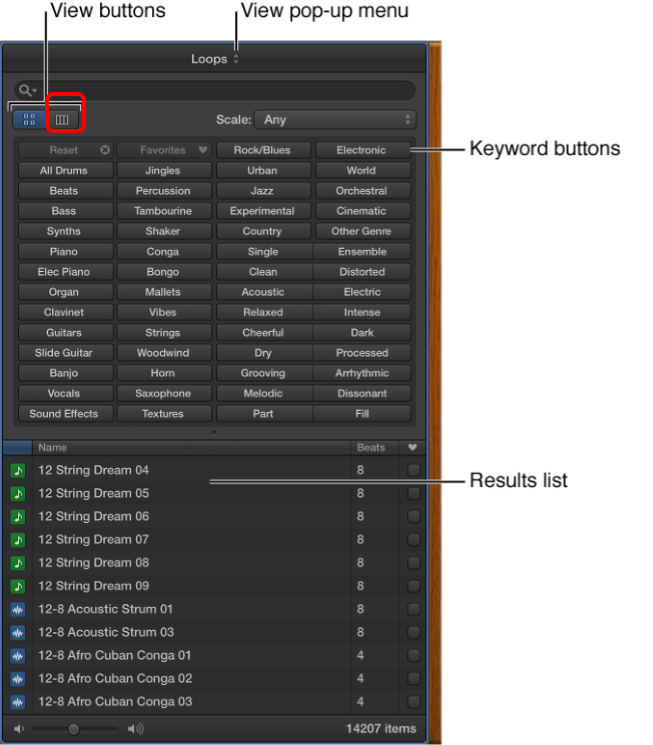 View buttons View pop-up menu
Loops
Scale: Any
Reset Favorites Rock/Blues Electronic Keyword buttons
All Drums Jingles Urban World
Beats Percussion Jazz Orchestral
Bass Tambourine Experimental Cinematic
Synths Shaker Country Other Genre
Piano Conga Single Ensemble
Elec Piano Bongo Clean Distorted
Organ Mallets Acoustic Electric
Clavinet Vibes Relaxed Intense
Guitars Strings Cheerful Dark
Slide Guitar Woodwind Dry Processed
Banjo Horn Grooving Arrhythmic
Vocals Saxophone Melodic Dissonant
Sound Effects Textures Part Fill
Name Beats
12 String Dream 04 8
Results list
12 String Dream 05 8
12 String Dream 06 8
12 String Dream 07 8
12 String Dream 08 8
12 String Dream 09 8
12-8 Acoustic Strum 01 8
12-8 Acoustic Strum 03 8
12-8 Afro Cuban Conga 01 4
12-8 Afro Cuban Conga 02 4
12-8 Afro Cuban Conga 03 4
14207 items